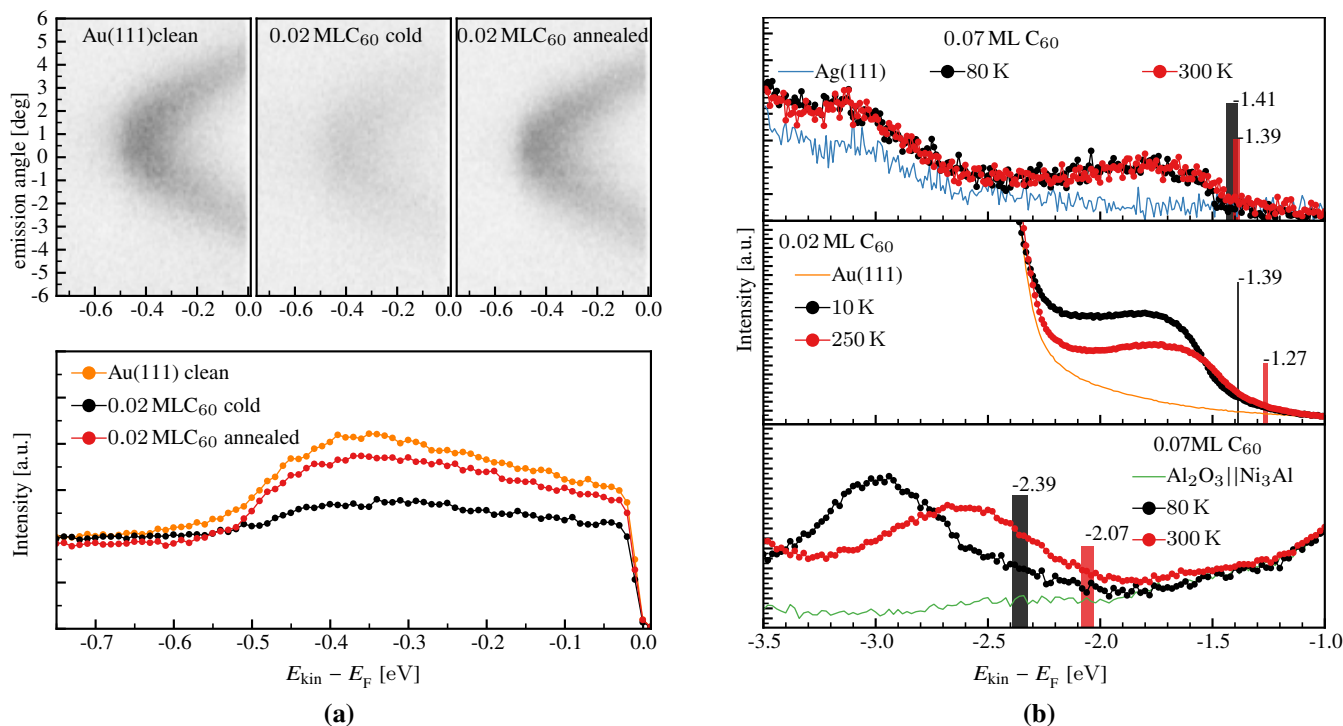 Au(111)clean
0.02 MLC60 cold
0.02 MLC60 annealed
emission angle [deg]
6
5
4
3
2
1
0
-1
-2
-3
-4
-5
-6
-0.6 -0.4 -0.2 0.0
-0.6 -0.4 -0.2 0.0
-0.6 -0.4 -0.2 0.0
Au(111) clean
0.02 MLC60 cold
0.02 MLC60 annealed
Intensity [a.u.]
-0.7 -0.6 -0.5 -0.4 -0.3 -0.2 -0.1 0.0
Ekin − EF [eV]
(a)
0.07 ML C60
Ag(111)
80 K
300 K
-1.41
-1.39
0.02 ML C60
Au(111)
10 K
250 K
-1.39
-1.27
Intensity [a.u.]
0.07ML C60
Al2O3||Ni3Al
80 K
300 K
-2.39
-2.07
-3.5 -3.0 -2.5 -2.0 -1.5 -1.0
Ekin − EF [eV]
(b)